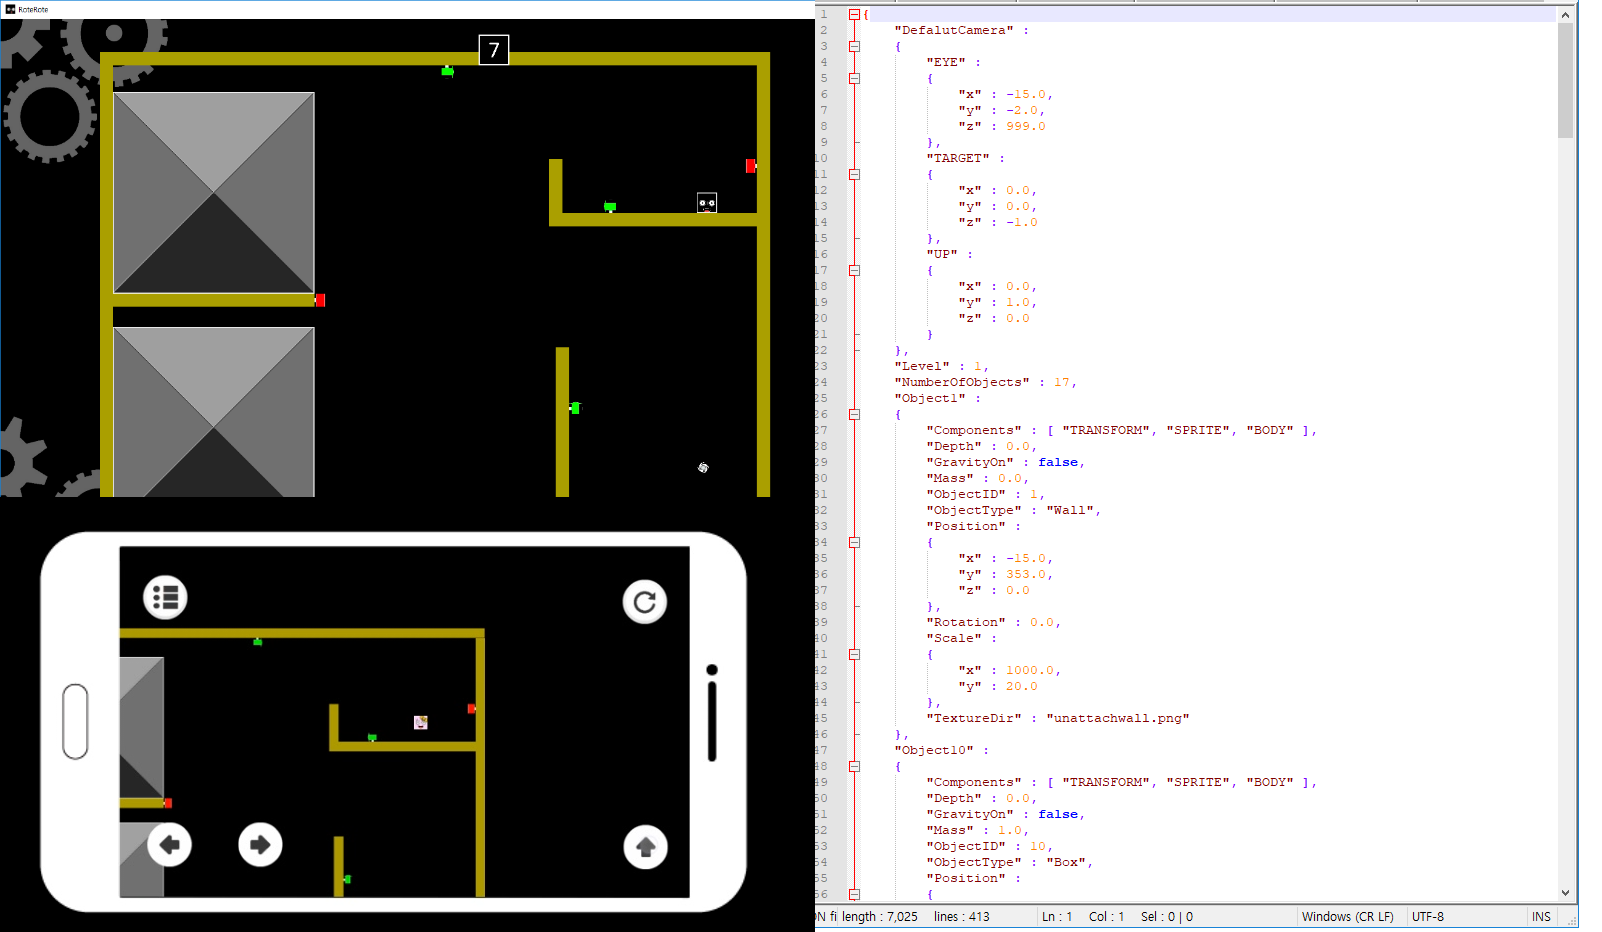 RoteRote
7
1 {
2 "DefalutCamera" :
3 {
4 "EYE" :
5 {
6 "x" : -15.0,
7 "y" : -2.0,
8 "z" : 999.0
9 },
10 "TARGET" :
11 {
12 "x" : 0.0,
13 "y" : 0.0,
14 "z" : -1.0
15 },
16 "UP" :
17 {
18 "x" : 0.0,
19 "y" : 1.0,
20 "z" : 0.0
21 }
22 },
23 "Level" : 1,
24 "NumberOfObjects" : 17,
25 "Object1" :
26 {
27 "Components" : [ "TRANSFORM", "SPRITE", "BODY" ],
28 "Depth" : 0.0,
29 "GravityOn" : false,
30 "Mass" : 0.0,
31 "ObjectID" : 1,
32 "ObjectType" : "Wall",
33 "Position" :
34 {
35 "x" : -15.0,
36 "y" : 353.0,
37 "z" : 0.0
38 },
39 "Rotation" : 0.0,
40 "Scale" :
41 {
42 "x" : 1000.0,
43 "y" : 20.0
44 },
45 "TextureDir" : "unattachwall.png"
46 },
47 "Object10" :
48 {
49 "Components" : [ "TRANSFORM", "SPRITE", "BODY" ],
50 "Depth" : 0.0,
51 "GravityOn" : false,
52 "Mass" : 1.0,
53 "ObjectID" : 10,
54 "ObjectType" : "Box",
55 "Position" :
56 {
ON fi length : 7,025 lines : 413 Ln : 1 Col : 1 Sel : 0 | 0 Windows (CR LF) UTF-8 INS